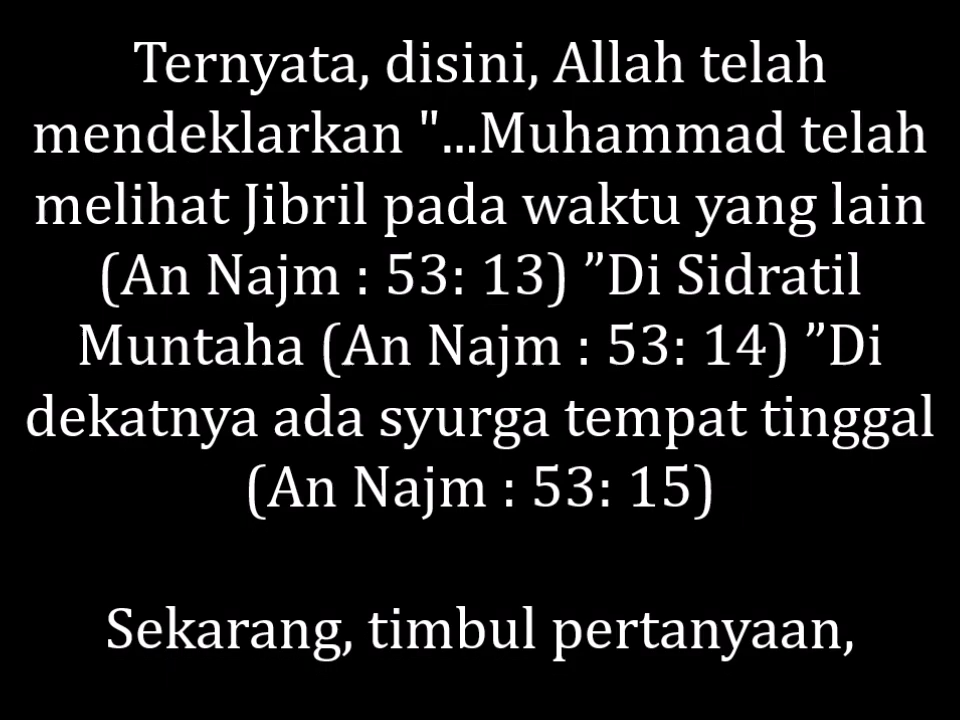 Ternyata, disini, Allah telah
mendeklarkan "...Muhammad telah
melihat Jibril pada waktu yang lain
(An Najm : 53: 13) ”Di Sidratil
Muntaha (An Najm : 53: 14) ”Di
dekatnya ada syurga tempat tinggal
(An Najm : 53: 15)
Sekarang, timbul pertanyaan,